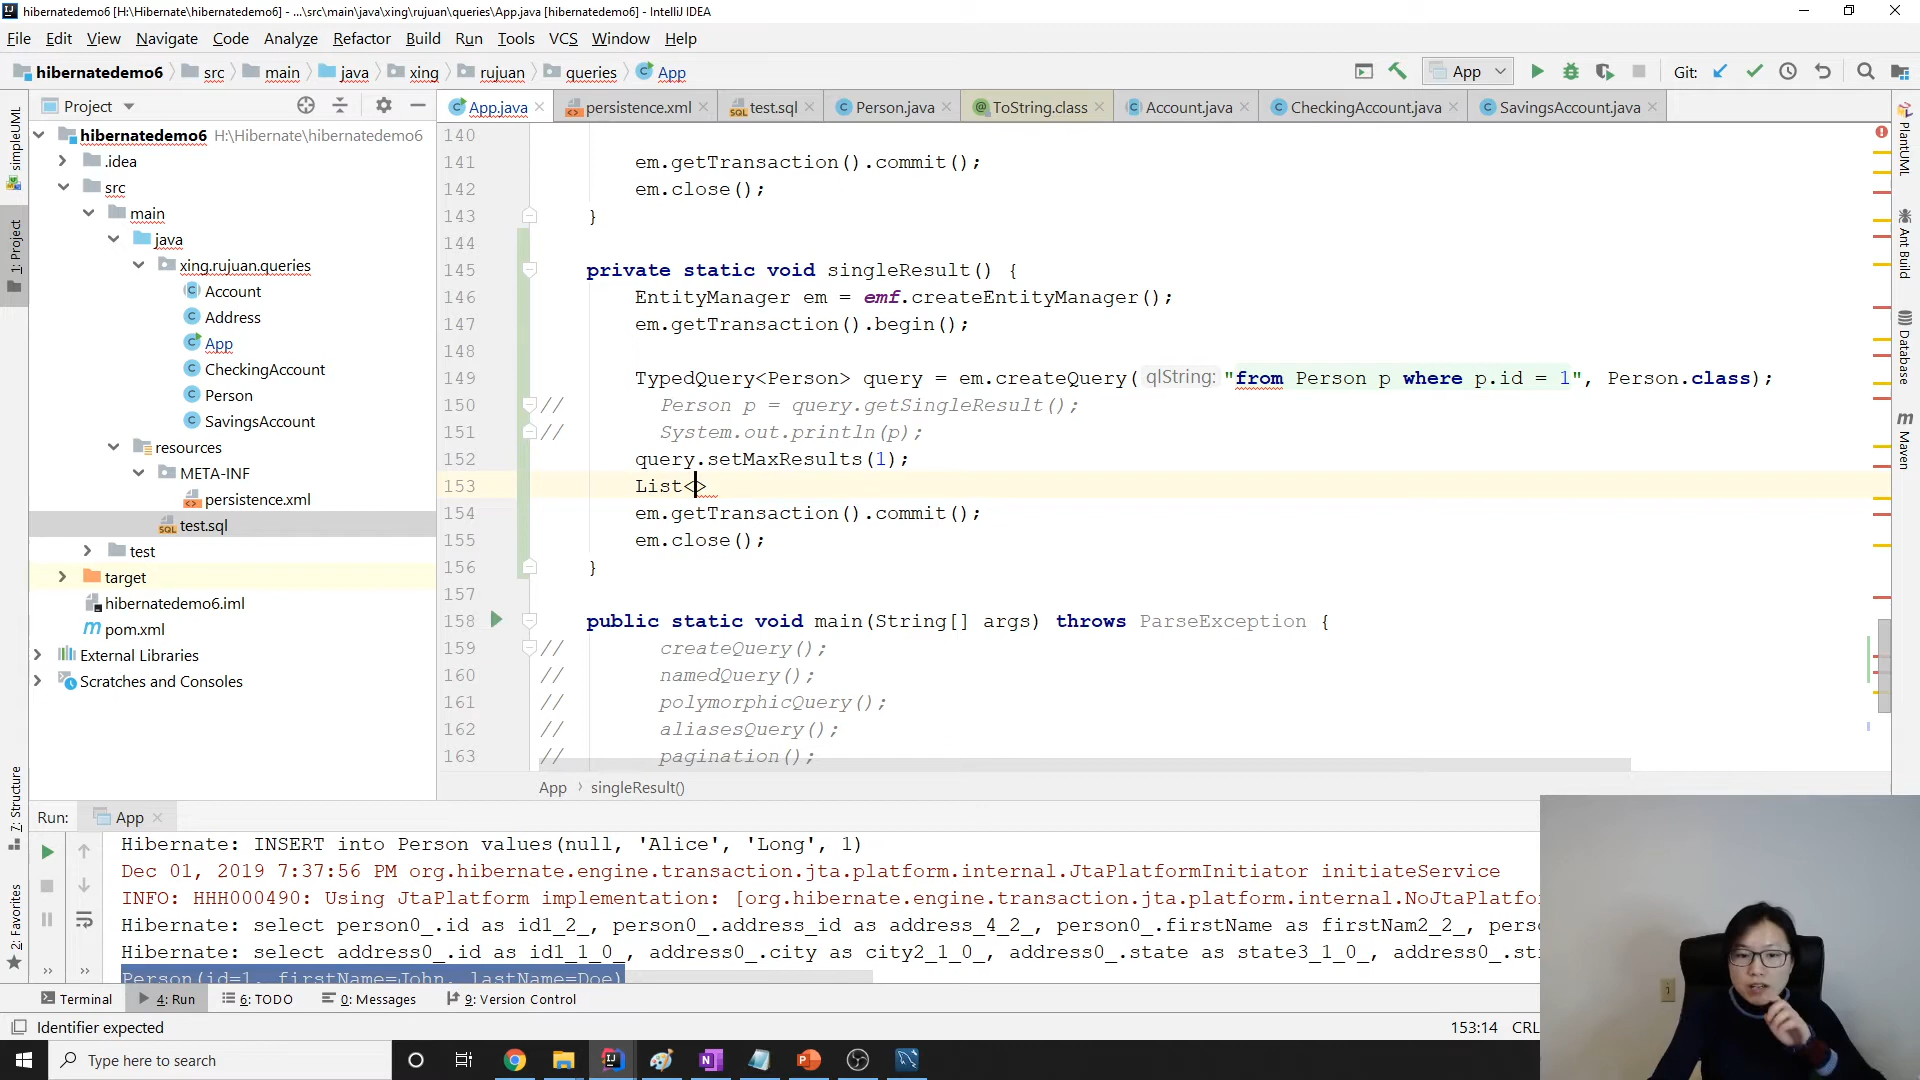 hibernatedemo6 [H:\Hibernate\hibernatedemo6] - ...\src\main\java\xing\rujuan\queries\App.java [hibernatedemo6] - IntelliJ IDEA
File Edit View Navigate Code Analyze Refactor Build Run Tools VCS Window Help
hibernatedemo6 src main java xing rujuan queries App App Git:
Project App.java persistence.xml test.sql Person.java ToString.class Account.java CheckingAccount.java SavingsAccount.java
simpleUML
1: Project
7: Structure
2: Favorites
hibernatedemo6 H:\Hibernate\hibernatedemo6
.idea
src
main
java
xing.rujuan.queries
Account
Address
App
CheckingAccount
Person
SavingsAccount
resources
META-INF
persistence.xml
test.sql
test
target
hibernatedemo6.iml
pom.xml
External Libraries
Scratches and Consoles
140
141 em.getTransaction().commit();
142 em.close();
143 }
144
145 private static void singleResult() {
146 EntityManager em = emf.createEntityManager();
147 em.getTransaction().begin();
148
149 TypedQuery<Person> query = em.createQuery( qlString: "from Person p where p.id = 1", Person.class);
150 // Person p = query.getSingleResult();
151 // System.out.println(p);
152 query.setMaxResults(1);
153 List<>
154 em.getTransaction().commit();
155 em.close();
156 }
157
158 public static void main(String[] args) throws ParseException {
159 // createQuery();
160 // namedQuery();
161 // polymorphicQuery();
162 // aliasesQuery();
163 // pagination();
App › singleResult()
PlantUML
Ant Build
Database
Maven
Run: App
Hibernate: INSERT into Person values(null, 'Alice', 'Long', 1)
Dec 01, 2019 7:37:56 PM org.hibernate.engine.transaction.jta.platform.internal.JtaPlatformInitiator initiateService
INFO: HHH000490: Using JtaPlatform implementation: [org.hibernate.engine.transaction.jta.platform.internal.NoJtaPlatfo
Hibernate: select person0_.id as id1_2_, person0_.address_id as address_4_2_, person0_.firstName as firstNam2_2_, perso
Hibernate: select address0_.id as id1_1_0_, address0_.city as city2_1_0_, address0_.state as state3_1_0_, address0_.st
Person(id=1, firstName=John, lastName=Doe)
Terminal 4: Run 6: TODO 0: Messages 9: Version Control
Identifier expected 153:14 CRL
Type here to search